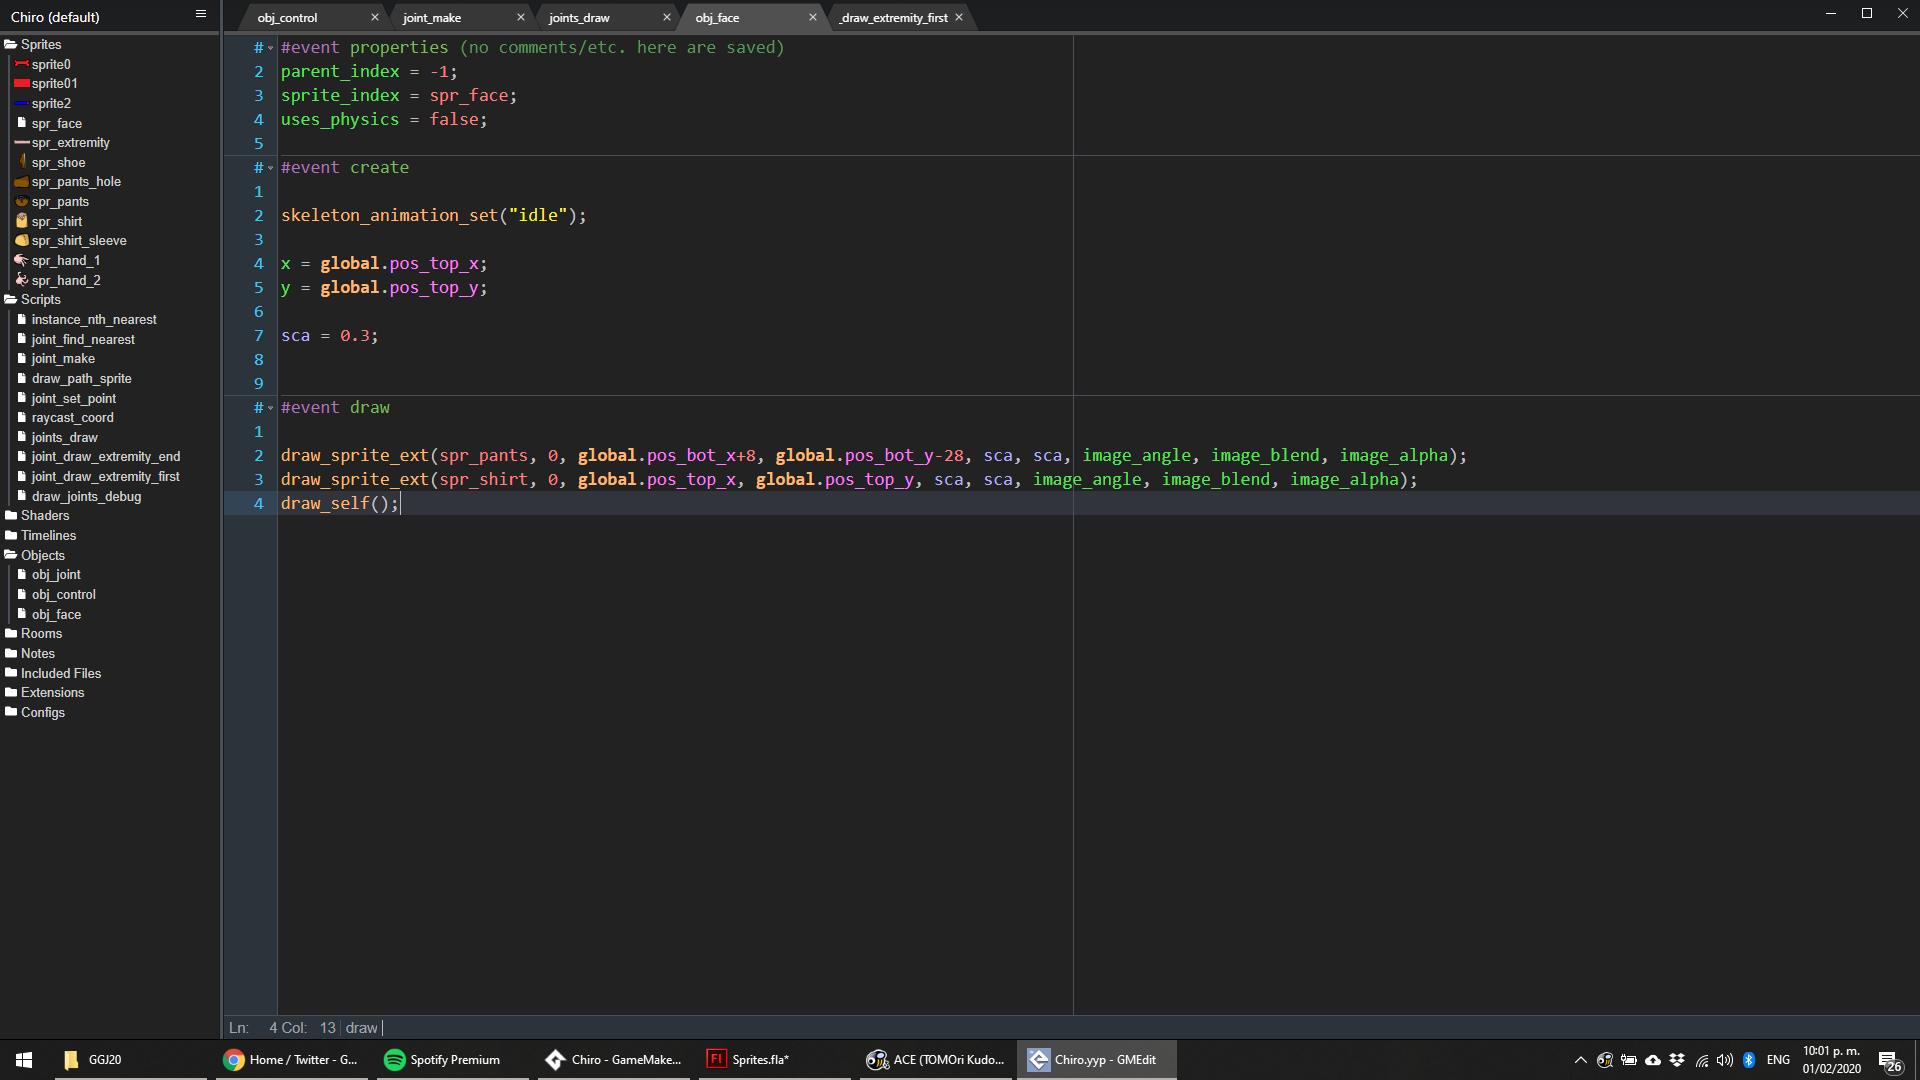 Chiro (default)
obj_control
joint_make
joints_draw
obj_face
_draw_extremity_first
Sprites
sprite0
sprite01
sprite2
spr_face
spr_extremity
spr_shoe
spr_pants_hole
spr_pants
spr_shirt
spr_shirt_sleeve
spr_hand_1
spr_hand_2
Scripts
instance_nth_nearest
joint_find_nearest
joint_make
draw_path_sprite
joint_set_point
raycast_coord
joints_draw
joint_draw_extremity_end
joint_draw_extremity_first
draw_joints_debug
Shaders
Timelines
Objects
obj_joint
obj_control
obj_face
Rooms
Notes
Included Files
Extensions
Configs
# #event properties (no comments/etc. here are saved)
2 parent_index = -1;
3 sprite_index = spr_face;
4 uses_physics = false;
5
# #event create
1
2 skeleton_animation_set("idle");
3
4 x = global.pos_top_x;
5 y = global.pos_top_y;
6
7 sca = 0.3;
8
9
# #event draw
1
2 draw_sprite_ext(spr_pants, 0, global.pos_bot_x+8, global.pos_bot_y-28, sca, sca, image_angle, image_blend, image_alpha);
3 draw_sprite_ext(spr_shirt, 0, global.pos_top_x, global.pos_top_y, sca, sca, image_angle, image_blend, image_alpha);
4 draw_self();
Ln: 4 Col: 13 draw
GGJ20
Home / Twitter - G...
Spotify Premium
Chiro - GameMake...
Fl
Sprites.fla*
ACE (TOMOri Kudo...
Chiro.yyp - GMEdit
ENG
10:01 p. m.
01/02/2020
26